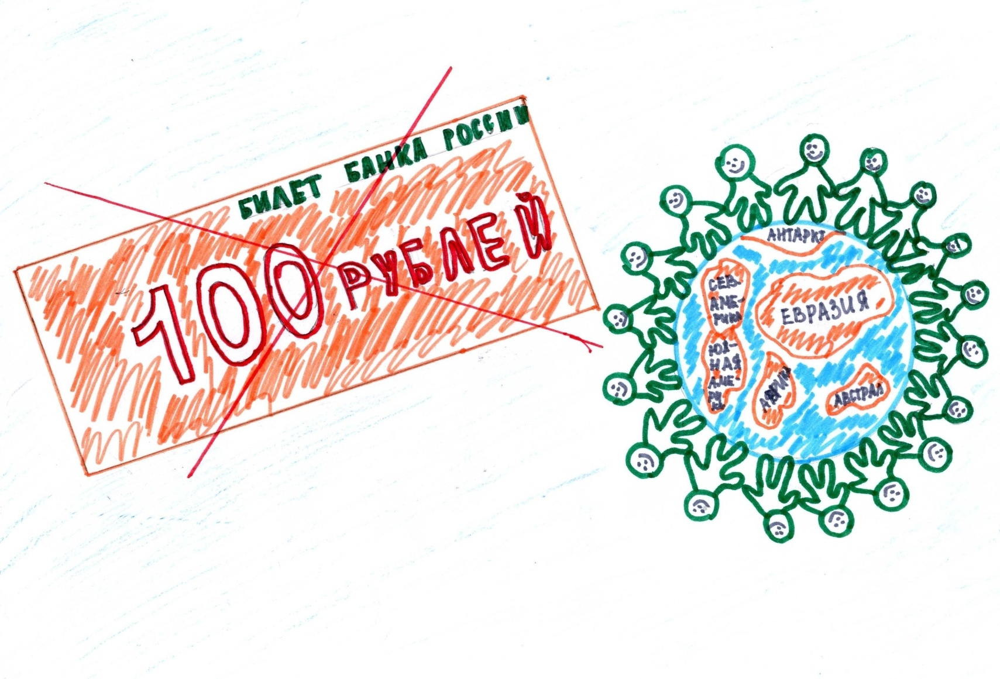 БИЛЕТ БАНКА РОССИИ
100 РУБЛЕЙ
АНТАРКТ
СЕВ.
АМЕ-
РИКА
ЕВРАЗИЯ
ЮЖ-
НАЯ
АМЕ-
РИ
КА
АФРИКА
АВСТРАЛ